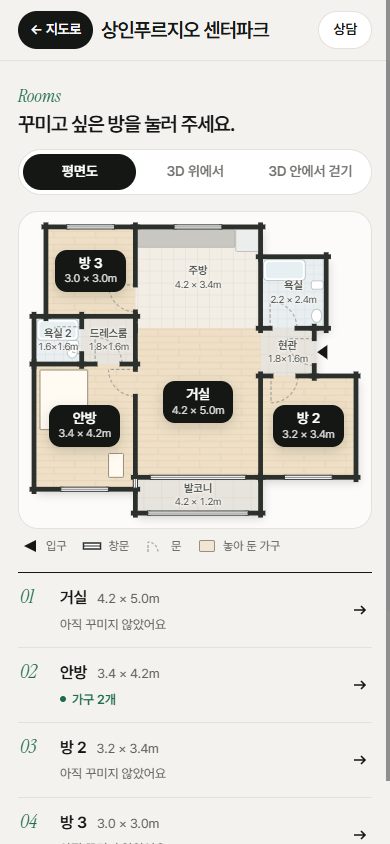 ← 지도로
상인푸르지오 센터파크
상담
Rooms
꾸미고 싶은 방을 눌러 주세요.
평면도
3D 위에서
3D 안에서 걷기
방 3
3.0 × 3.0m
주방
4.2 × 3.4m
욕실
2.2 × 2.4m
욕실 2
1.6×1.6m
드레스룸
1.8×1.6m
현관
1.8×1.6m
거실
4.2 × 5.0m
안방
3.4 × 4.2m
방 2
3.2 × 3.4m
발코니
4.2 × 1.2m
입구
창문
문
놓아 둔 가구
01 거실 4.2 × 5.0m →
아직 꾸미지 않았어요
02 안방 3.4 × 4.2m →
가구 2개
03 방 2 3.2 × 3.4m →
아직 꾸미지 않았어요
04 방 3 3.0 × 3.0m →